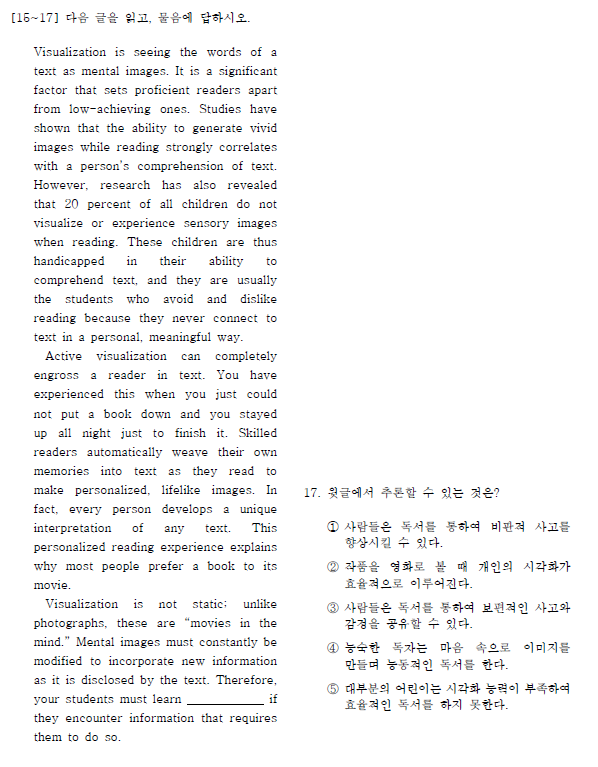 [16~17] 다음 글을 읽고, 물음에 답하시오.
Visualization is seeing the words of a
text as mental images. It is a significant
factor that sets proficient readers apart
from low-achieving ones. Studies have
shown that the ability to generate vivid
images while reading strongly correlates
with a person's comprehension of text.
However, research has also revealed
that 20 percent of all children do not
visualize or experience sensory images
when reading. These children are thus
handicapped in their ability to
comprehend text, and they are usually
the students who avoid and dislike
reading because they never connect to
text in a personal, meaningful way.
Active visualization can completely
engross a reader in text. You have
experienced this when you just could
not put a book down and you stayed
up all night just to finish it. Skilled
readers automatically weave their own
memories into text as they read to
make personalized, lifelike images. In
fact, every person develops a unique
interpretation of any text. This
personalized reading experience explains
why most people prefer a book to its
movie.
Visualization is not static; unlike
photographs, these are “movies in the
mind.” Mental images must constantly be
modified to incorporate new information
as it is disclosed by the text. Therefore,
your students must learn ____________ if
they encounter information that requires
them to do so.
17. 윗글에서 추론할 수 있는 것은?
① 사람들은 독서를 통하여 비판적 사고를
향상시킬 수 있다.
② 작품을 영화로 볼 때 개인의 시각화가
효율적으로 이루어진다.
③ 사람들은 독서를 통하여 보편적인 사고와
감정을 공유할 수 있다.
④ 능숙한 독자는 마음 속으로 이미지를
만들며 능동적인 독서를 한다.
⑤ 대부분의 어린이는 시각화 능력이 부족하여
효율적인 독서를 하지 못한다.